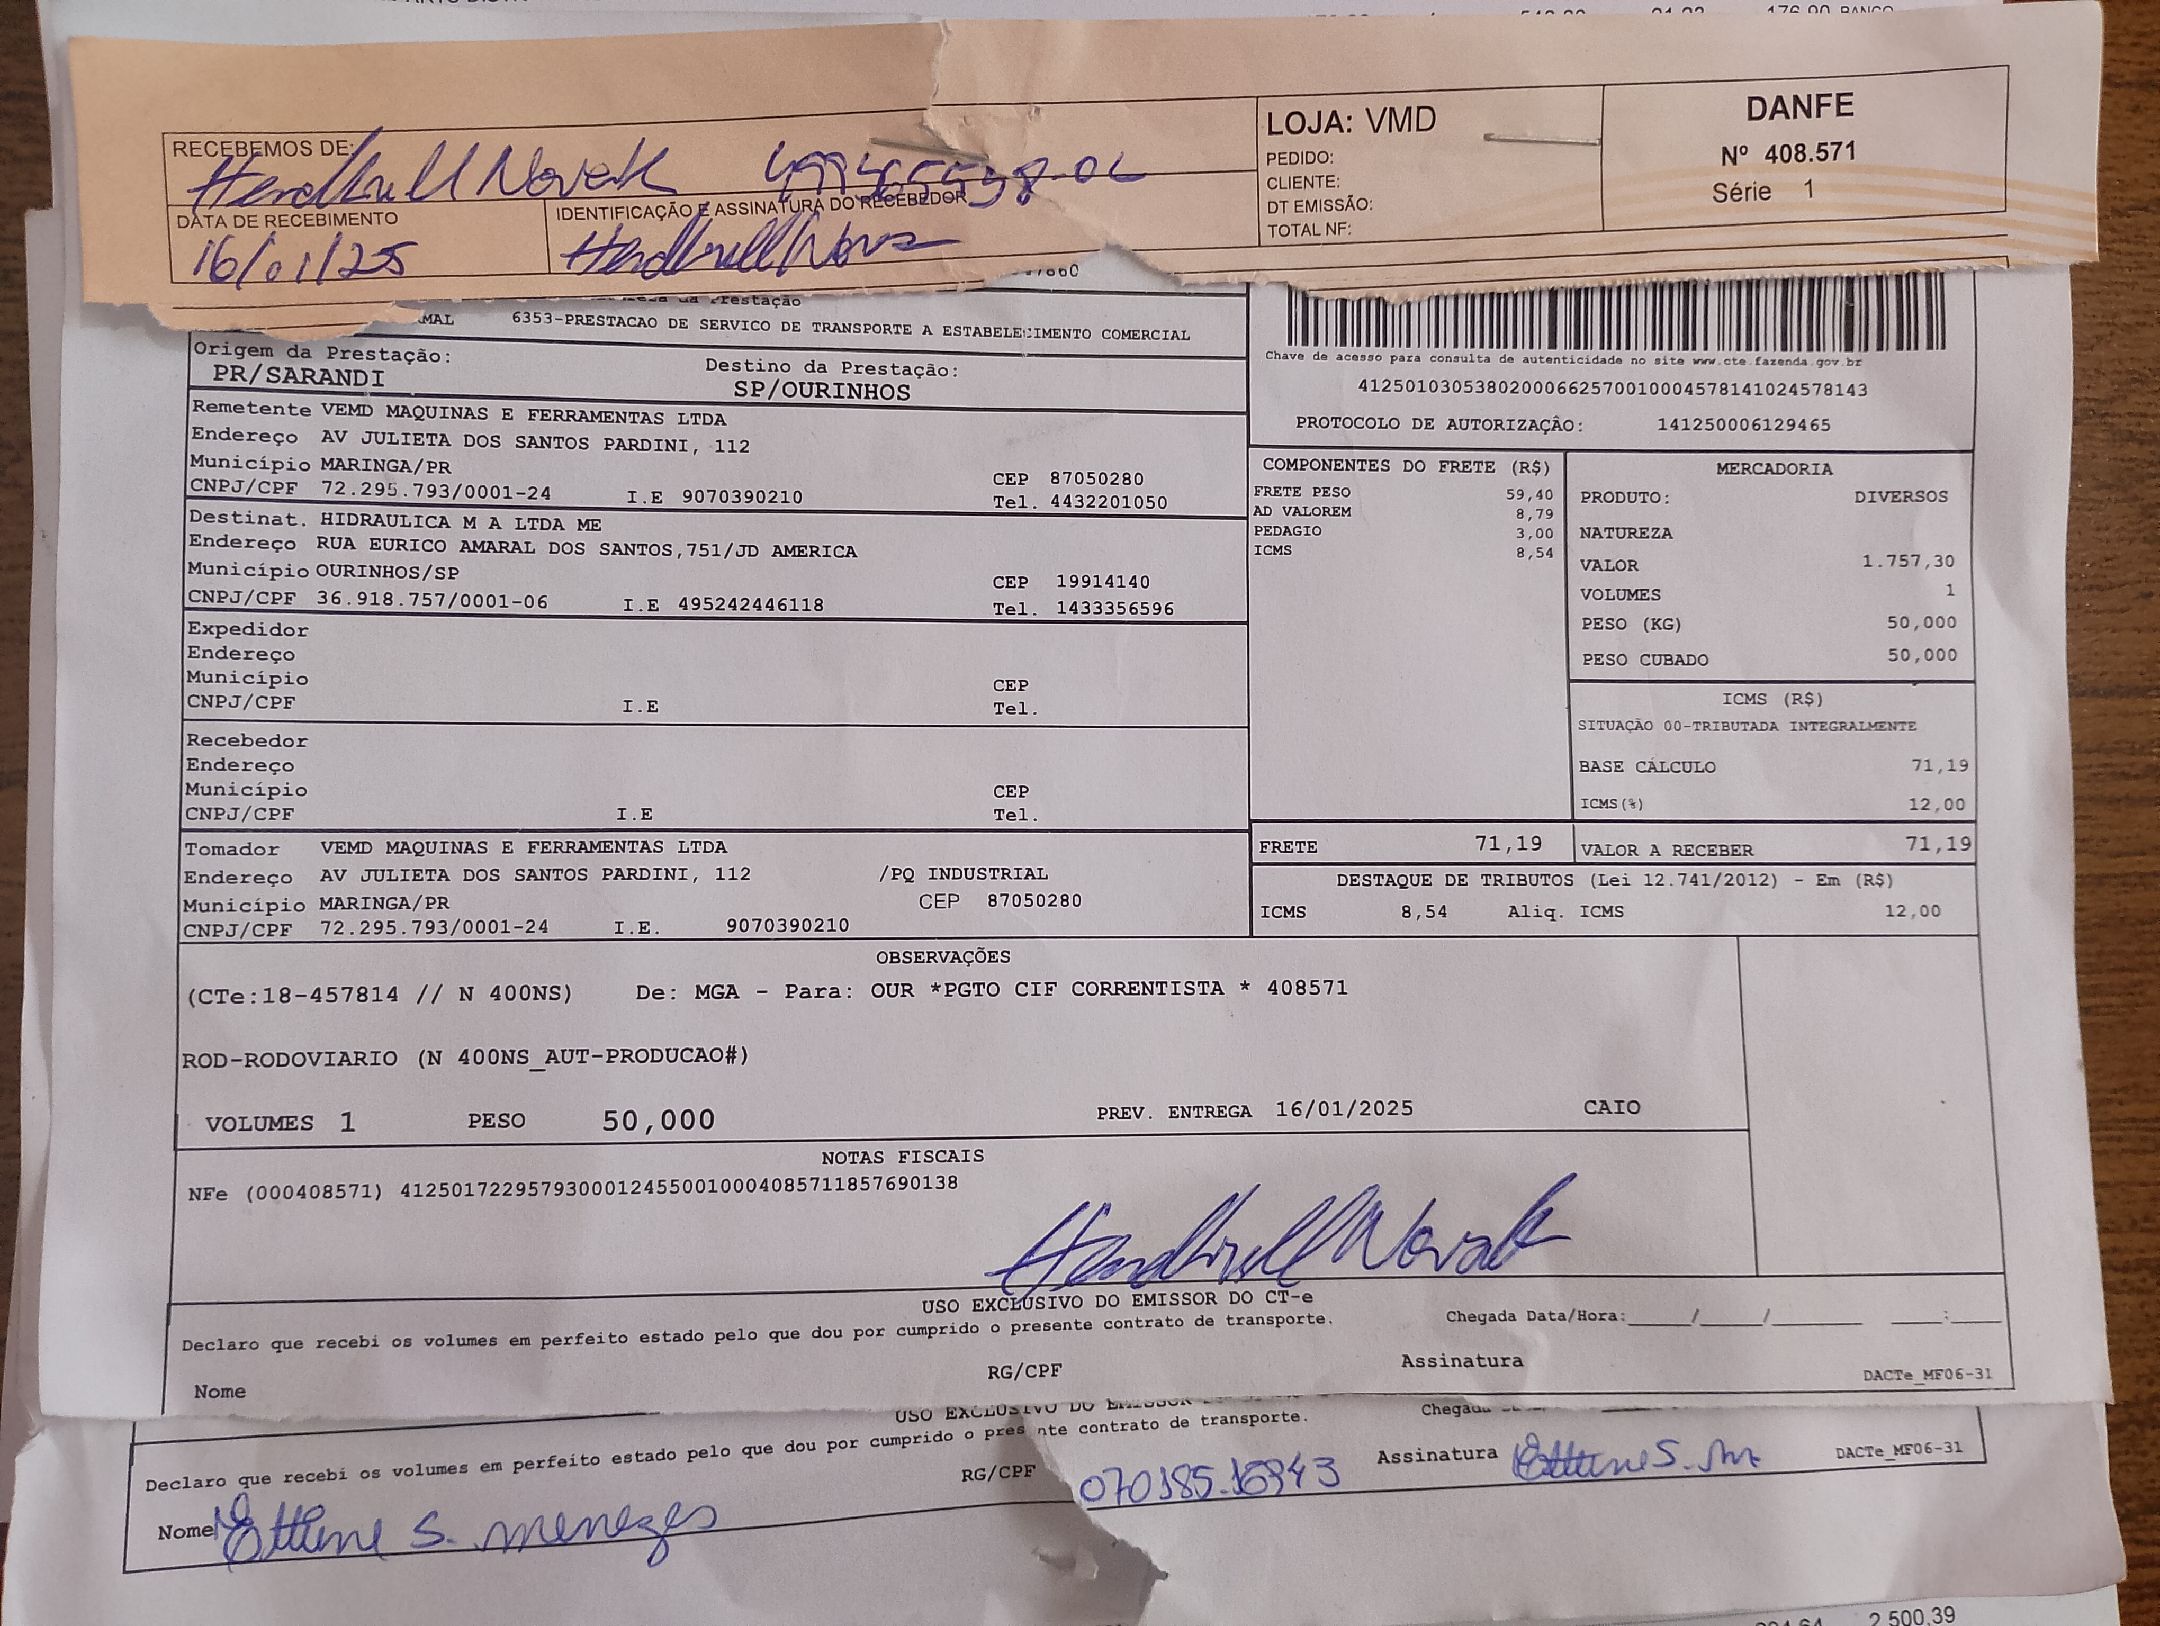 176,90 BANCO
RECEBEMOS DE:
Novak
LOJA: VMD
PEDIDO:
CLIENTE:
DT EMISSÃO:
TOTAL NF:
DANFE
Nº 408.571
Série 1
DATA DE RECEBIMENTO
16/01/25
IDENTIFICAÇÃO E ASSINATURA DO RECEBEDOR
6353-PRESTACAO DE SERVICO DE TRANSPORTE A ESTABELECIMENTO COMERCIAL
Origem da Prestação:
PR/SARANDI
Destino da Prestação:
SP/OURINHOS
Chave de acesso para consulta de autenticidade no site www.cte.fazenda.gov.br
41250103053802000662570010004578141024578143
PROTOCOLO DE AUTORIZAÇÃO: 141250006129465
Remetente VEMD MAQUINAS E FERRAMENTAS LTDA
Endereço AV JULIETA DOS SANTOS PARDINI, 112
Município MARINGA/PR CEP 87050280
CNPJ/CPF 72.295.793/0001-24 I.E 9070390210 Tel. 4432201050
Destinat. HIDRAULICA M A LTDA ME
Endereço RUA EURICO AMARAL DOS SANTOS,751/JD AMERICA
Município OURINHOS/SP CEP 19914140
CNPJ/CPF 36.918.757/0001-06 I.E 495242446118 Tel. 1433356596
Expedidor
Endereço
Município CEP
CNPJ/CPF I.E Tel.
Recebedor
Endereço
Município CEP
CNPJ/CPF I.E Tel.
Tomador VEMD MAQUINAS E FERRAMENTAS LTDA
Endereço AV JULIETA DOS SANTOS PARDINI, 112 /PQ INDUSTRIAL
Município MARINGA/PR CEP 87050280
CNPJ/CPF 72.295.793/0001-24 I.E. 9070390210
COMPONENTES DO FRETE (R$)
FRETE PESO 59,40
AD VALOREM 8,79
PEDAGIO 3,00
ICMS 8,54
MERCADORIA
PRODUTO: DIVERSOS
NATUREZA
VALOR 1.757,30
VOLUMES 1
PESO (KG) 50,000
PESO CUBADO 50,000
ICMS (R$)
SITUAÇÃO 00-TRIBUTADA INTEGRALMENTE
BASE CÁLCULO 71,19
ICMS(%) 12,00
FRETE 71,19
VALOR A RECEBER 71,19
DESTAQUE DE TRIBUTOS (Lei 12.741/2012) - Em (R$)
ICMS 8,54 Aliq. ICMS 12,00
OBSERVAÇÕES
(CTe:18-457814 // N 400NS) De: MGA - Para: OUR *PGTO CIF CORRENTISTA * 408571
ROD-RODOVIARIO (N 400NS_AUT-PRODUCAO#)
VOLUMES 1 PESO 50,000 PREV. ENTREGA 16/01/2025 CAIO
NOTAS FISCAIS
NFe (000408571) 41250172295793000124550010004085711857690138
Novak
USO EXCLUSIVO DO EMISSOR DO CT-e
Declaro que recebi os volumes em perfeito estado pelo que dou por cumprido o presente contrato de transporte.
Chegada Data/Hora:_____/_____/_______ ____:____
Nome RG/CPF Assinatura
DACTe_MF06-31
USO EXCLUSIVO DO EMISSOR
Declaro que recebi os volumes em perfeito estado pelo que dou por cumprido o presente contrato de transporte.
Nome S. menezes RG/CPF Assinatura
DACTe_MF06-31
2.500,39